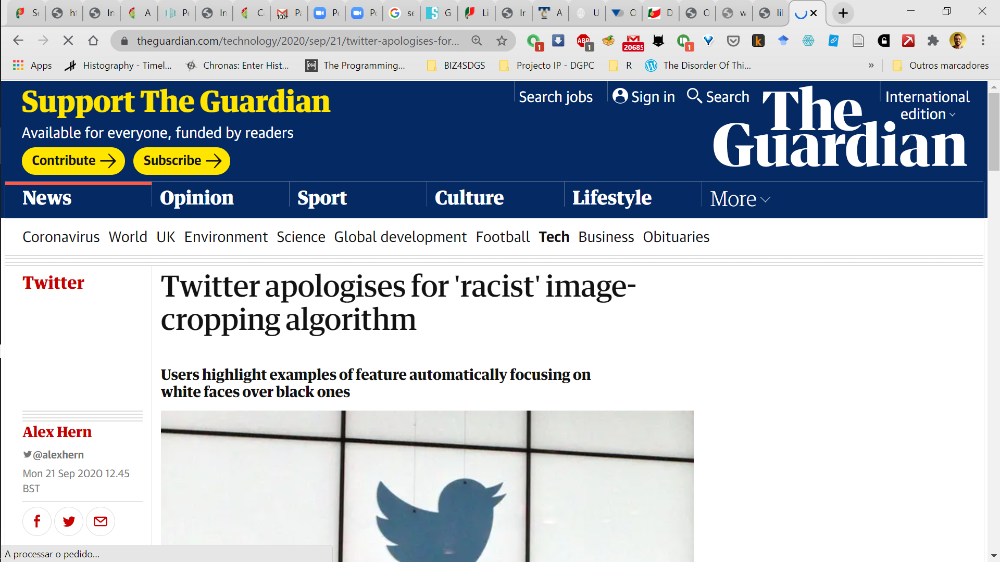 theguardian.com/technology/2020/sep/21/twitter-apologises-for...
Apps
Histography - Timel...
Chronas: Enter Hist...
The Programming...
BIZ4SDGS
Projecto IP - DGPC
R
The Disorder Of Thi...
»
Outros marcadores
Support The Guardian
Available for everyone, funded by readers
Contribute
Subscribe
Search jobs
Sign in
Search
The
Guardian
International
edition
News
Opinion
Sport
Culture
Lifestyle
More
Coronavirus World UK Environment Science Global development Football Tech Business Obituaries
Twitter
Twitter apologises for 'racist' image-
cropping algorithm
Users highlight examples of feature automatically focusing on
white faces over black ones
Alex Hern
@alexhern
Mon 21 Sep 2020 12.45
BST
A processar o pedido...